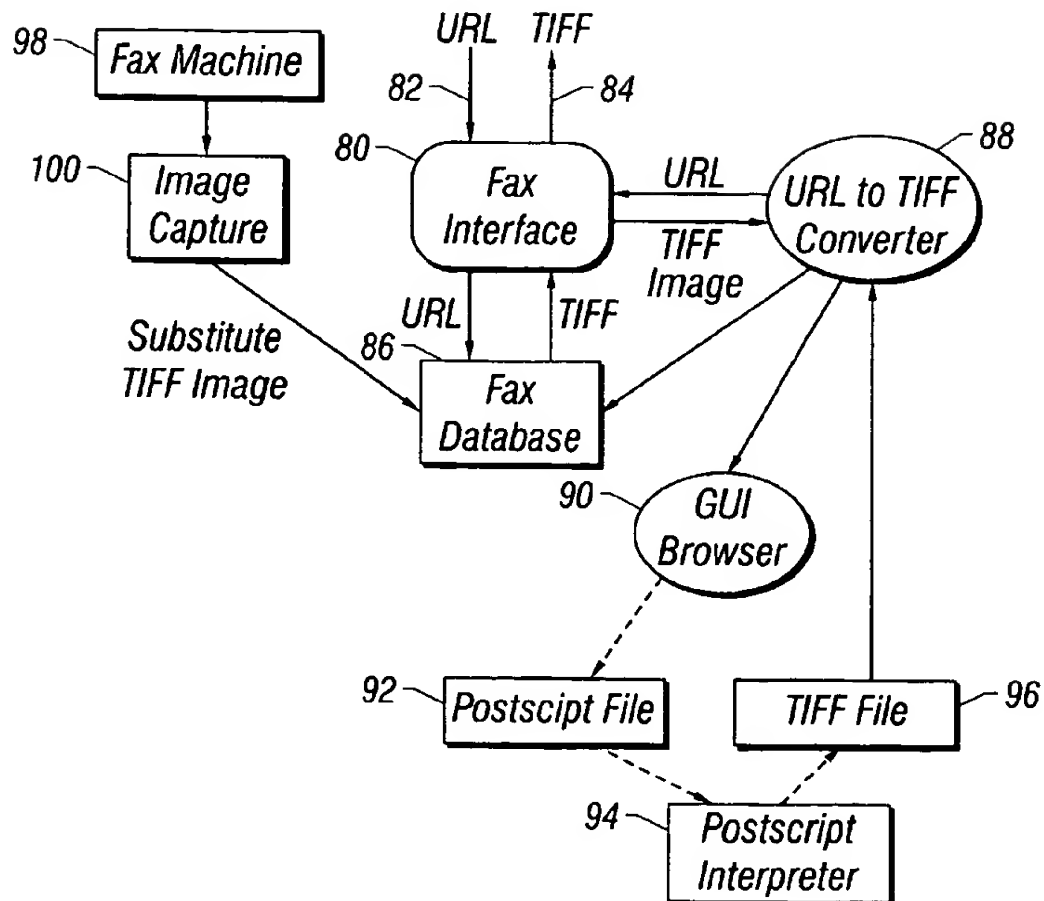 98
Fax Machine
100
Image
Capture
Substitute
TIFF Image
URL
TIFF
82
84
80
Fax
Interface
URL
TIFF
Image
88
URL to TIFF
Converter
URL
TIFF
86
Fax
Database
90
GUI
Browser
92
Postscipt File
TIFF File
96
94
Postscript
Interpreter